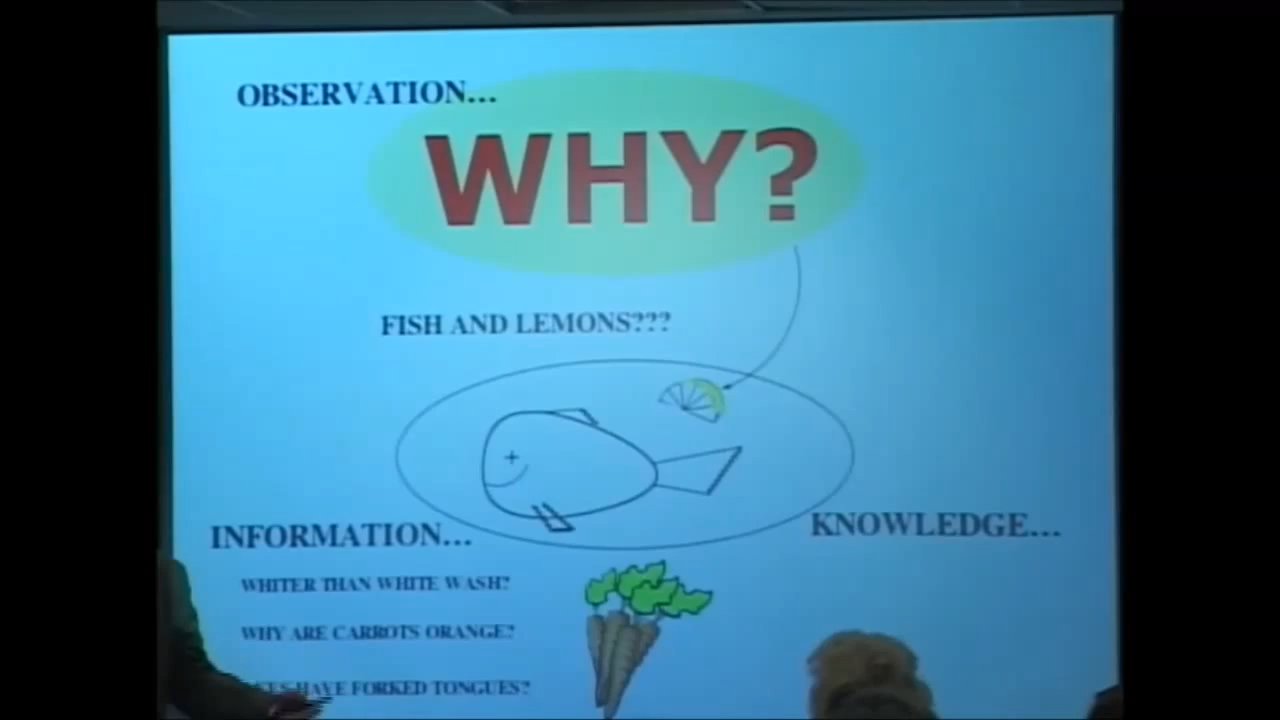 OBSERVATION...
WHY?
FISH AND LEMONS???
INFORMATION...
KNOWLEDGE...
WHITER THAN WHITE WASH?
WHY ARE CARROTS ORANGE?
HAVE FORKED TONGUES?